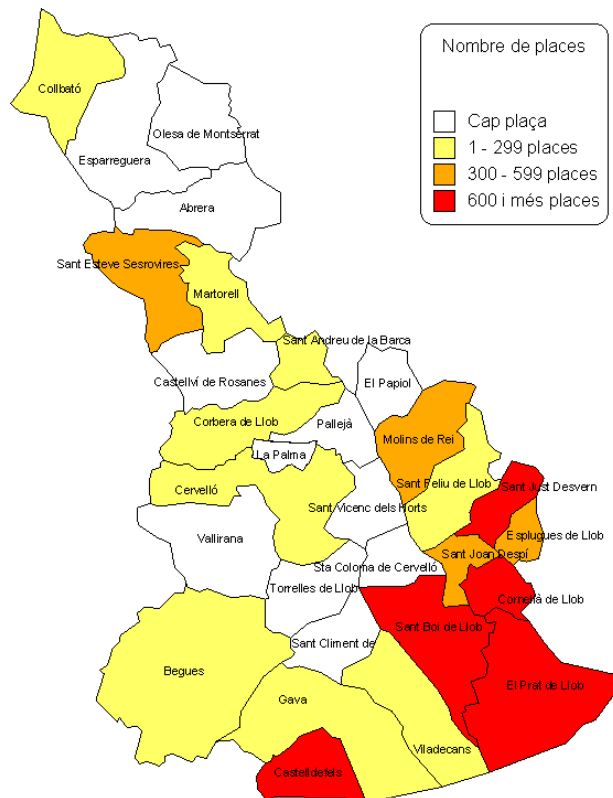 Nombre de places
Cap plaça
1 - 299 places
300 - 599 places
600 i més places
Collbató
Olesa de Montserrat
Esparreguera
Abrera
Sant Esteve Sesrovires
Martorell
Sant Andreu de la Barca
Castellví de Rosanes
El Papiol
Corbera de Llob
Pallejà
Molins de Rei
La Palma
Cervelló
Sant Feliu de Llob
Sant Just Desvern
Sant Vicenc dels Horts
Vallirana
Esplugues de Llob
Sant Joan Despí
Sta Coloma de Cervelló
Torrelles de Llob
Cornellà de Llob
Sant Boi de Llob
Sant Climent de
Begues
El Prat de Llob
Gava
Viladecans
Castelldefels